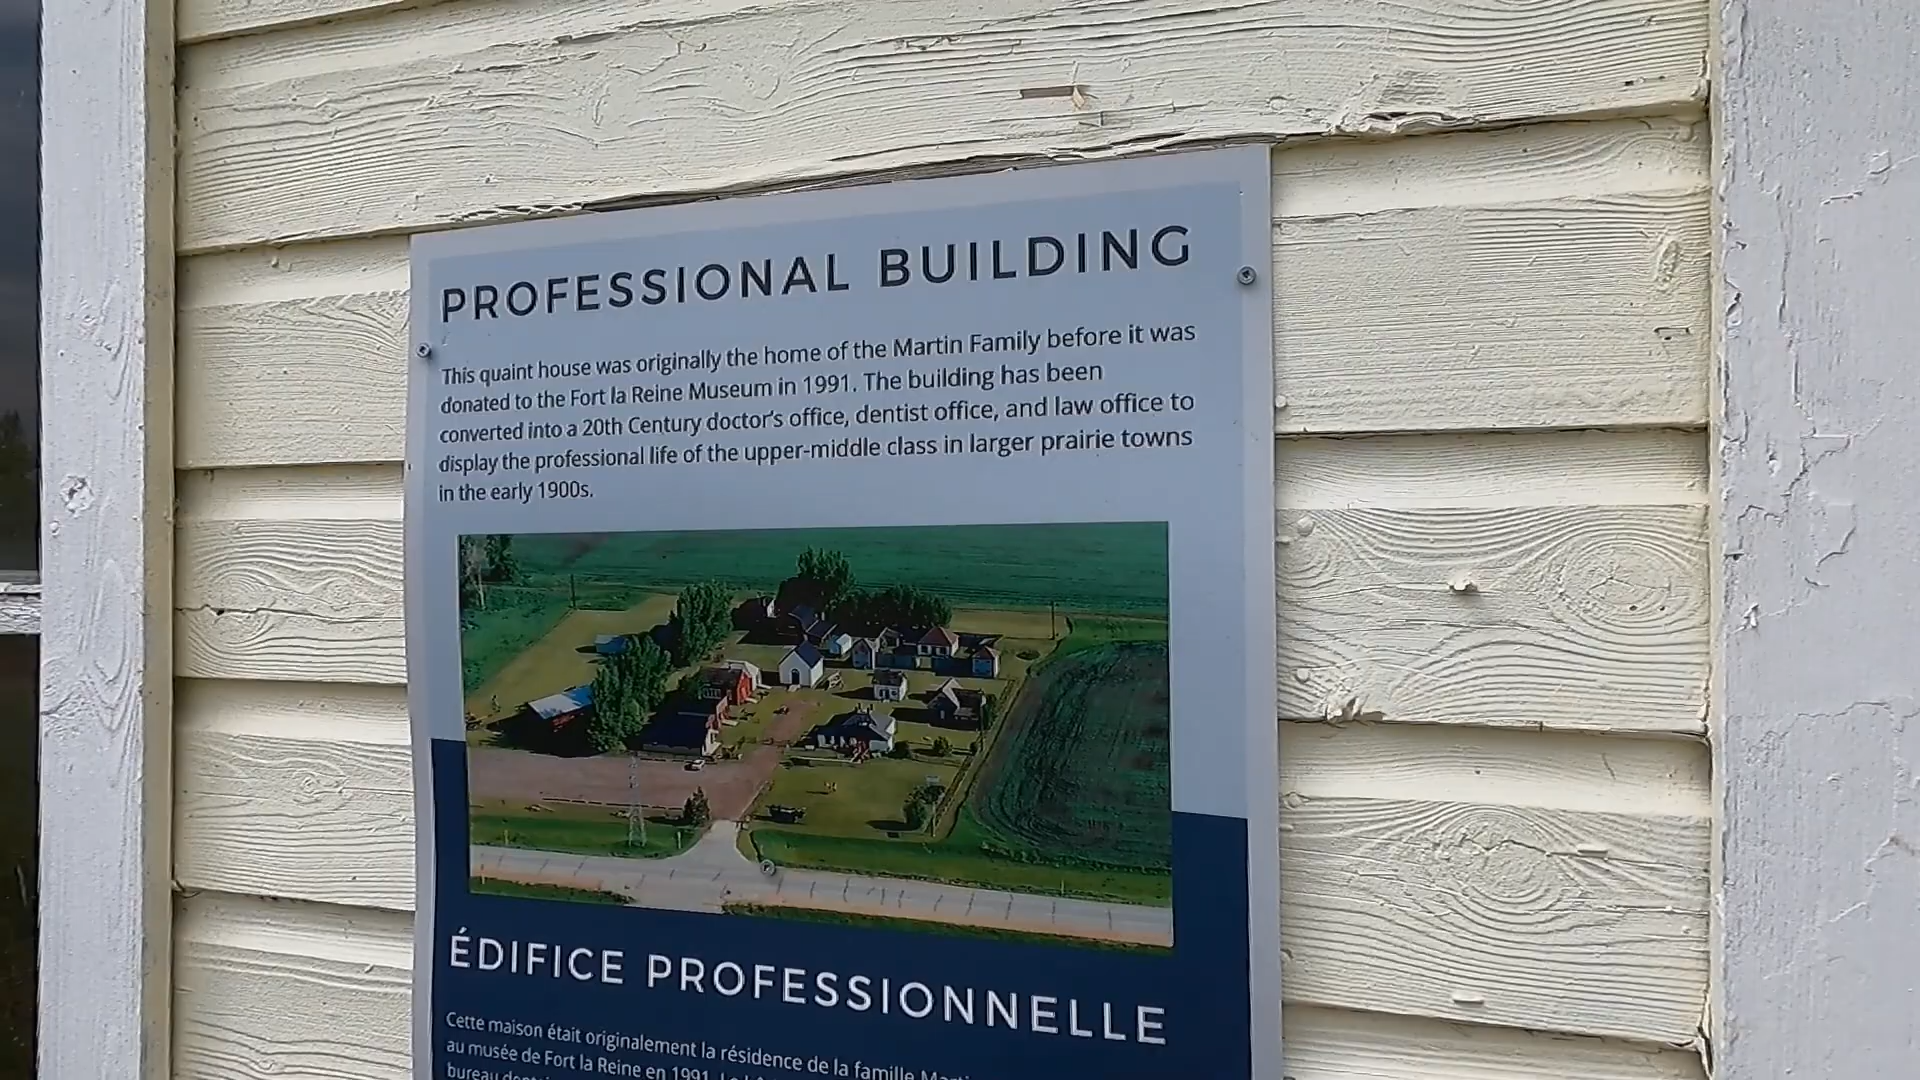 PROFESSIONAL BUILDING
This quaint house was originally the home of the Martin Family before it was
donated to the Fort la Reine Museum in 1991. The building has been
converted into a 20th Century doctor's office, dentist office, and law office to
display the professional life of the upper-middle class in larger prairie towns
in the early 1900s.
ÉDIFICE PROFESSIONNELLE
Cette maison était originalement la résidence de la famille
au musée de Fort la Reine en 1991.
bureau